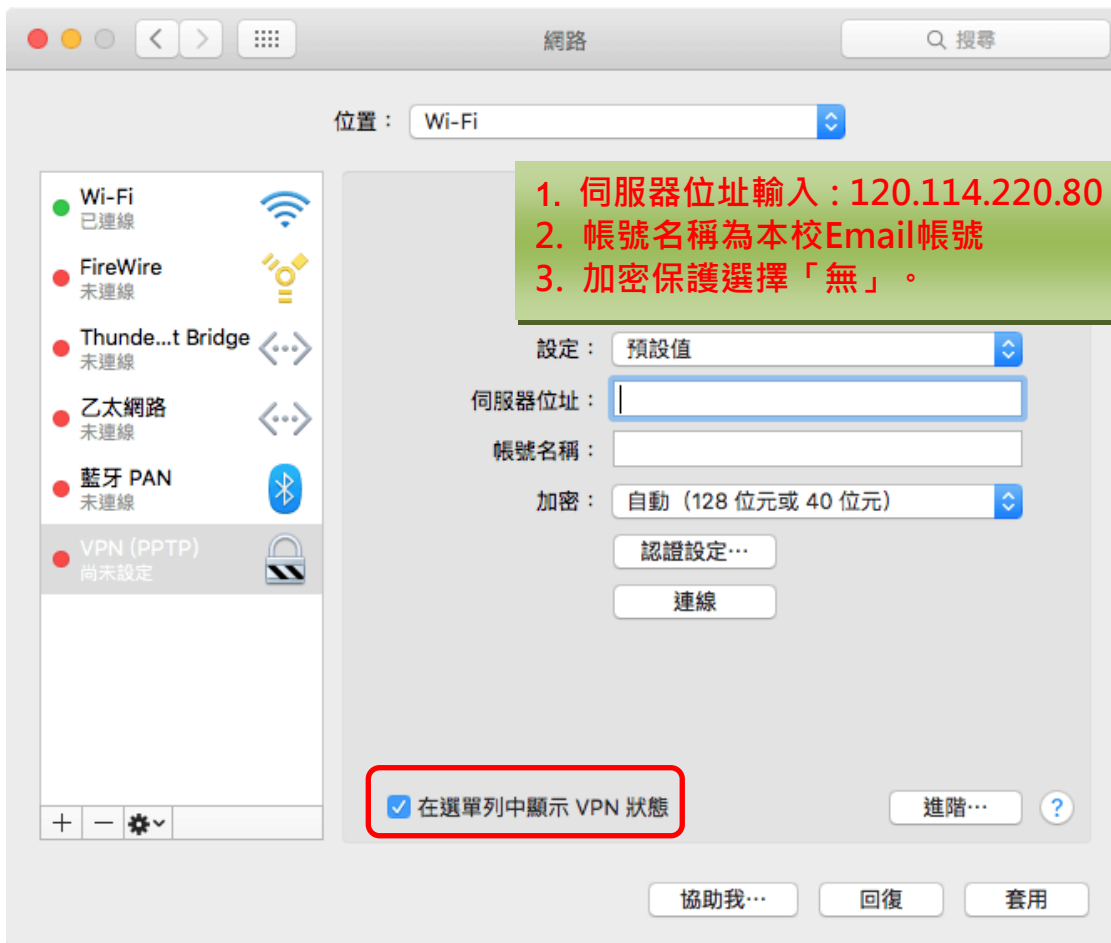 網路
搜尋
位置： Wi-Fi
1. 伺服器位址輸入：120.114.220.80
2. 帳號名稱為本校Email帳號
3. 加密保護選擇「無」。
Wi-Fi
已連線
FireWire
未連線
Thunde...t Bridge
未連線
乙太網路
未連線
藍牙 PAN
未連線
VPN (PPTP)
尚未設定
設定： 預設值
伺服器位址：
帳號名稱：
加密： 自動（128 位元或 40 位元）
認證設定⋯
連線
在選單列中顯示 VPN 狀態
進階⋯ ?
協助我⋯ 回復 套用